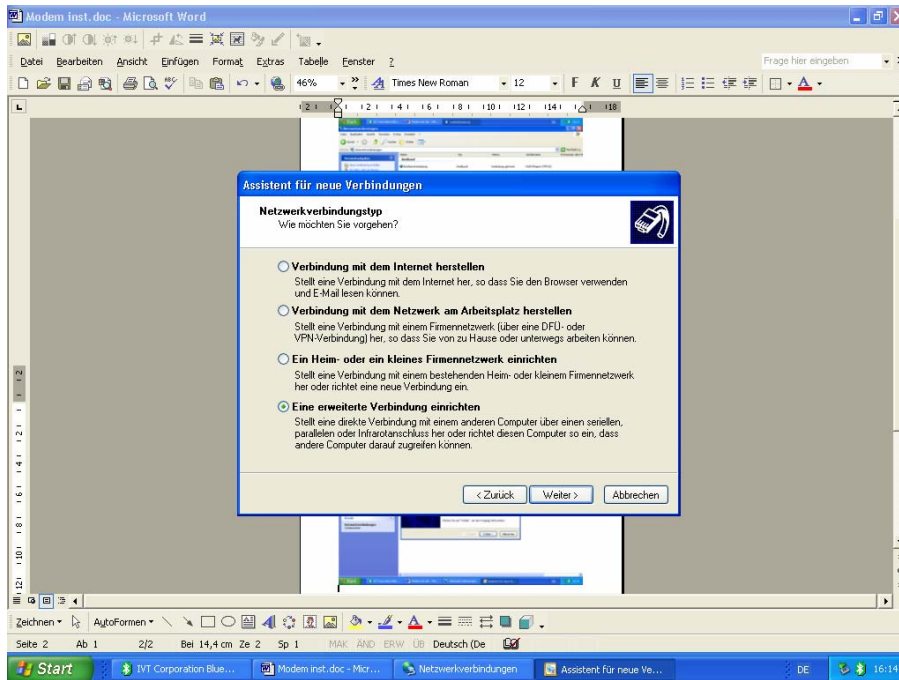 Modem inst.doc - Microsoft Word
Datei Bearbeiten Ansicht Einfügen Format Extras Tabelle Fenster ? Frage hier eingeben
46% Times New Roman 12 F K U
Assistent für neue Verbindungen
Netzwerkverbindungstyp
Wie möchten Sie vorgehen?
Verbindung mit dem Internet herstellen
Stellt eine Verbindung mit dem Internet her, so dass Sie den Browser verwenden
und E-Mail lesen können.
Verbindung mit dem Netzwerk am Arbeitsplatz herstellen
Stellt eine Verbindung mit einem Firmennetzwerk (über eine DFÜ- oder
VPN-Verbindung) her, so dass Sie von zu Hause oder unterwegs arbeiten können.
Ein Heim- oder ein kleines Firmennetzwerk einrichten
Stellt eine Verbindung mit einem bestehenden Heim- oder kleinem Firmennetzwerk
her oder richtet eine neue Verbindung ein.
Eine erweiterte Verbindung einrichten
Stellt eine direkte Verbindung mit einem anderen Computer über einen seriellen,
parallelen oder Infrarotanschluss her oder richtet diesen Computer so ein, dass
andere Computer darauf zugreifen können.
< Zurück Weiter > Abbrechen
Zeichnen AutoFormen
Seite 2 Ab 1 2/2 Bei 14,4 cm Ze 2 Sp 1 MAK ÄND ERW ÜB Deutsch (De
Start IVT Corporation Blue... Modem inst.doc - Micr... Netzwerkverbindungen Assistent für neue Ve... DE 16:14